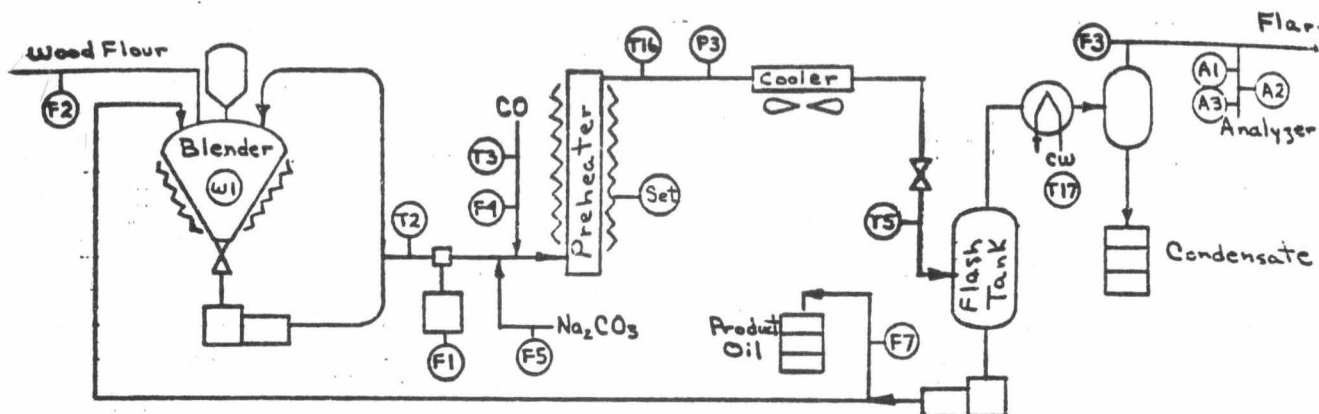 Wood Flour
F2
Blender
W1
T2
F1
CO
T3
F4
Na₂CO₃
F5
Preheater
Set
T16
P3
Cooler
T5
Flash
Tank
Product
Oil
F7
CW
T17
F3
Flar
A1
A2
A3
Analyzer
Condensate